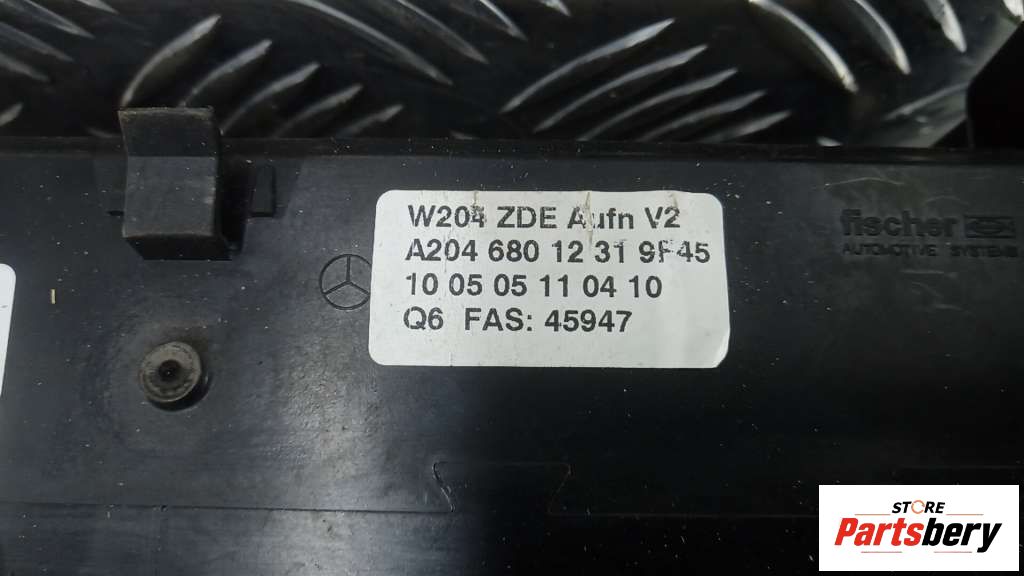 W204 ZDE Aufn V2
A204 680 12 31 9F45
10 05 05 11 04 10
Q6 FAS: 45947
fischer
AUTOMOTIVE SYSTEMS
STORE
Partsbery